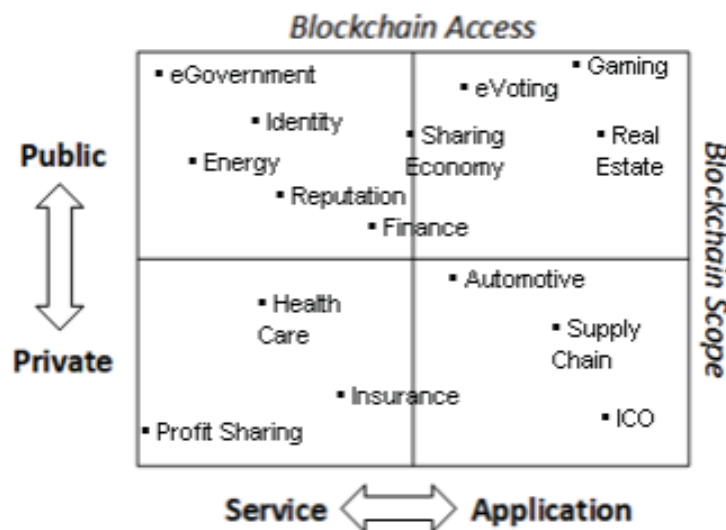 Blockchain Access
▪ eGovernment
▪ Gaming
▪ eVoting
▪ Identity
▪ Sharing
Economy
▪ Real
Estate
Public
▪ Energy
▪ Reputation
▪ Finance
Blockchain Scope
▪ Automotive
▪ Health
Care
▪ Supply
Chain
Private
▪ Insurance
▪ ICO
▪ Profit Sharing
Service
Application